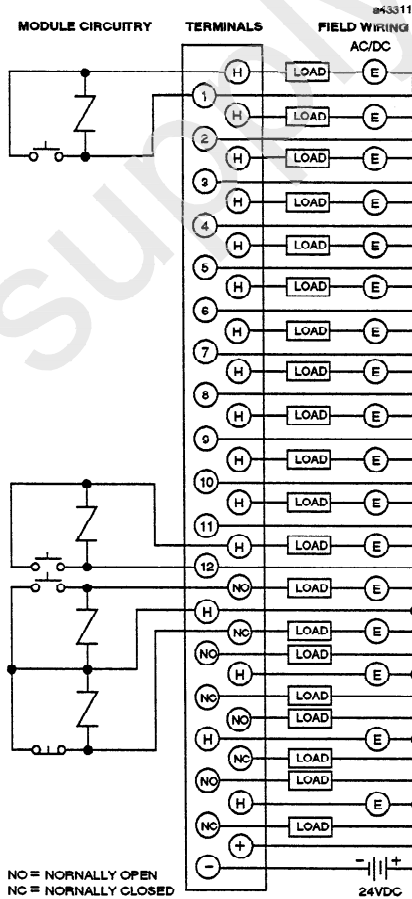 a43311
MODULE CIRCUITRY TERMINALS FIELD WIRING
AC/DC
H LOAD E
1
H LOAD E
2
H LOAD E
3
H LOAD E
4
H LOAD E
5
H LOAD E
6
H LOAD E
7
H LOAD E
8
H LOAD E
9
H LOAD E
10
H LOAD E
11
H LOAD E
12
NO LOAD E
H
NC LOAD E
NO LOAD
H E
NC LOAD
NO LOAD
H E
NC LOAD
NO LOAD
H E
NC LOAD
+
- - +
NO = NORMALLY OPEN
NC = NORMALLY CLOSED 24VDC
supply